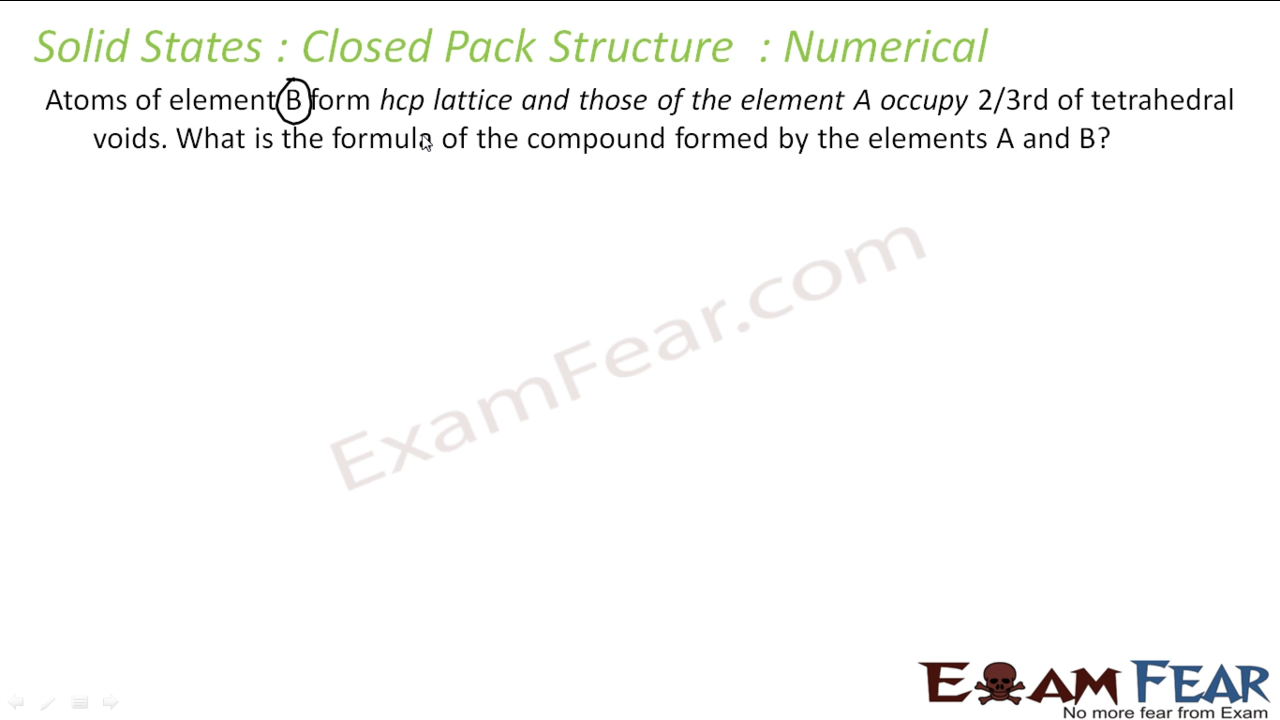 Solid States : Closed Pack Structure : Numerical
Atoms of element B form hcp lattice and those of the element A occupy 2/3rd of tetrahedral
voids. What is the formula of the compound formed by the elements A and B?
ExamFear.com
EXAM FEAR
No more fear from Exam